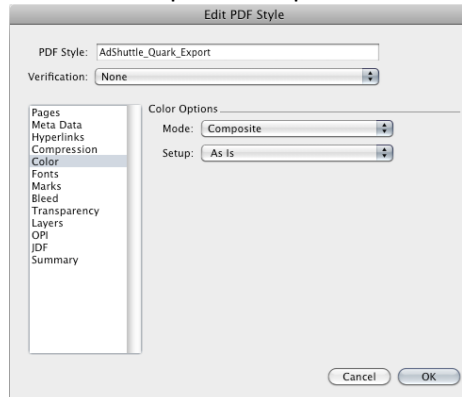 Edit PDF Style
PDF Style: AdShuttle_Quark_Export
Verification: None
Pages
Meta Data
Hyperlinks
Compression
Color
Fonts
Marks
Bleed
Transparency
Layers
OPI
JDF
Summary
Color Options
Mode: Composite
Setup: As Is
Cancel OK